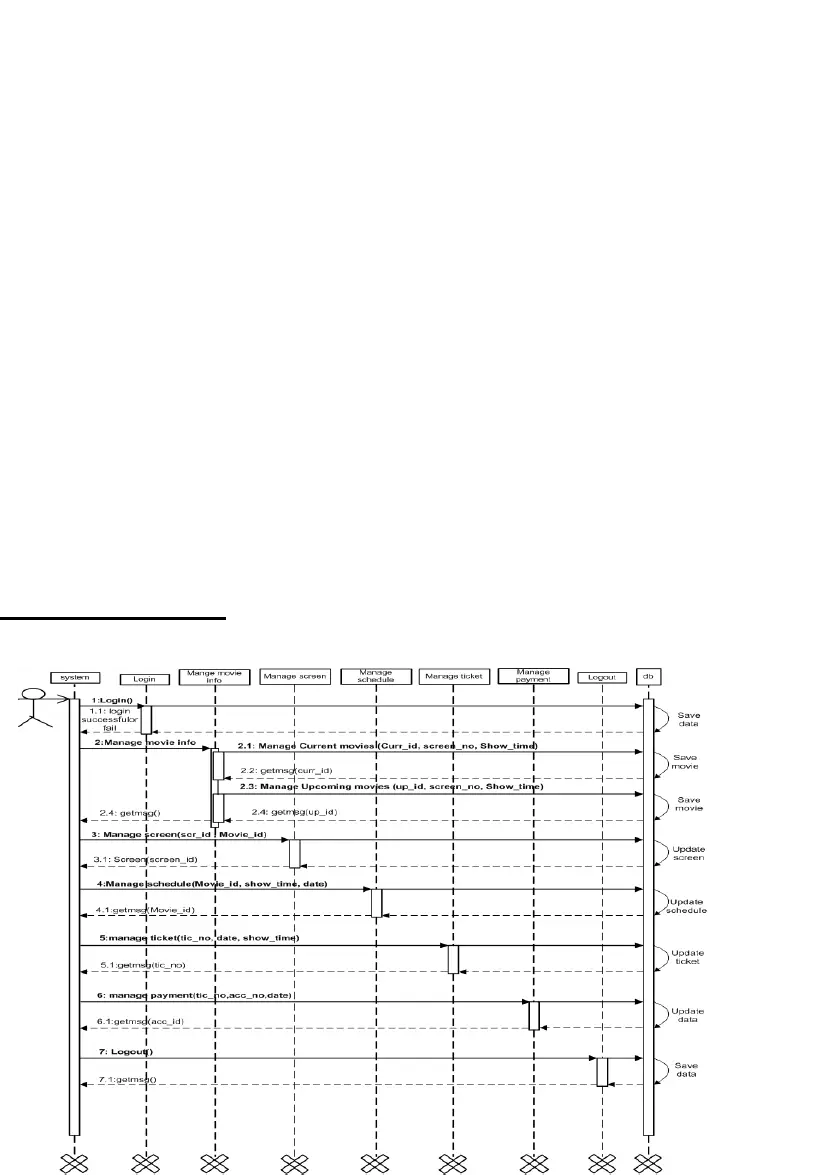 system
Login
Mange movie
info
Manage screen
Manage
schedule
Manage ticket
Manage
payment
Logout
db
1:Login()
1.1: login
successfulor
fail
Save
data
2:Manage movie info
2.1: Manage Current movies (Curr_id, screen_no, Show_time)
Save
movie
2.2: getmsg(curr_id)
2.3: Manage Upcoming movies (up_id, screen_no, Show_time)
Save
movie
2.4: getmsg()
2.4: getmsg(up_id)
3: Manage screen(scr_id, Movie_id)
Update
screen
3.1: Screen(screen_id)
4:Manage schedule(Movie_id, show_time, date)
Update
schedule
4.1:getmsg(Movie_id)
5:manage ticket(tic_no, date, show_time)
Update
ticket
5.1:getmsg(tic_no)
6: manage payment(tic_no,acc_no,date)
Update
data
6.1:getmsg(acc_id)
7: Logout()
Save
data
7.1:getmsg()